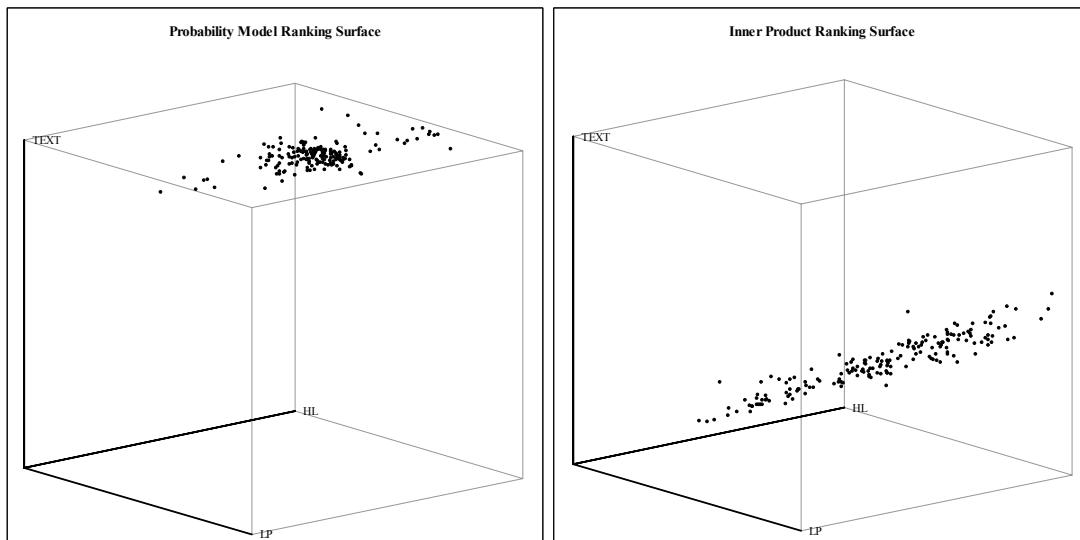 Probability Model Ranking Surface
TEXT
HL
LP
Inner Product Ranking Surface
TEXT
HL
LP